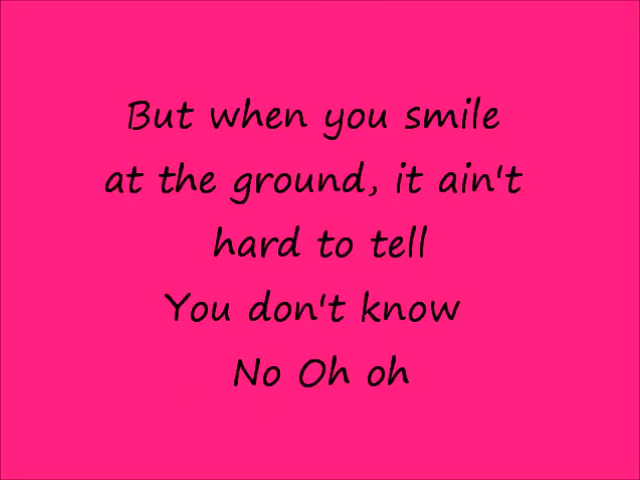 But when you smile
at the ground, it ain't
hard to tell
You don't know
No Oh oh